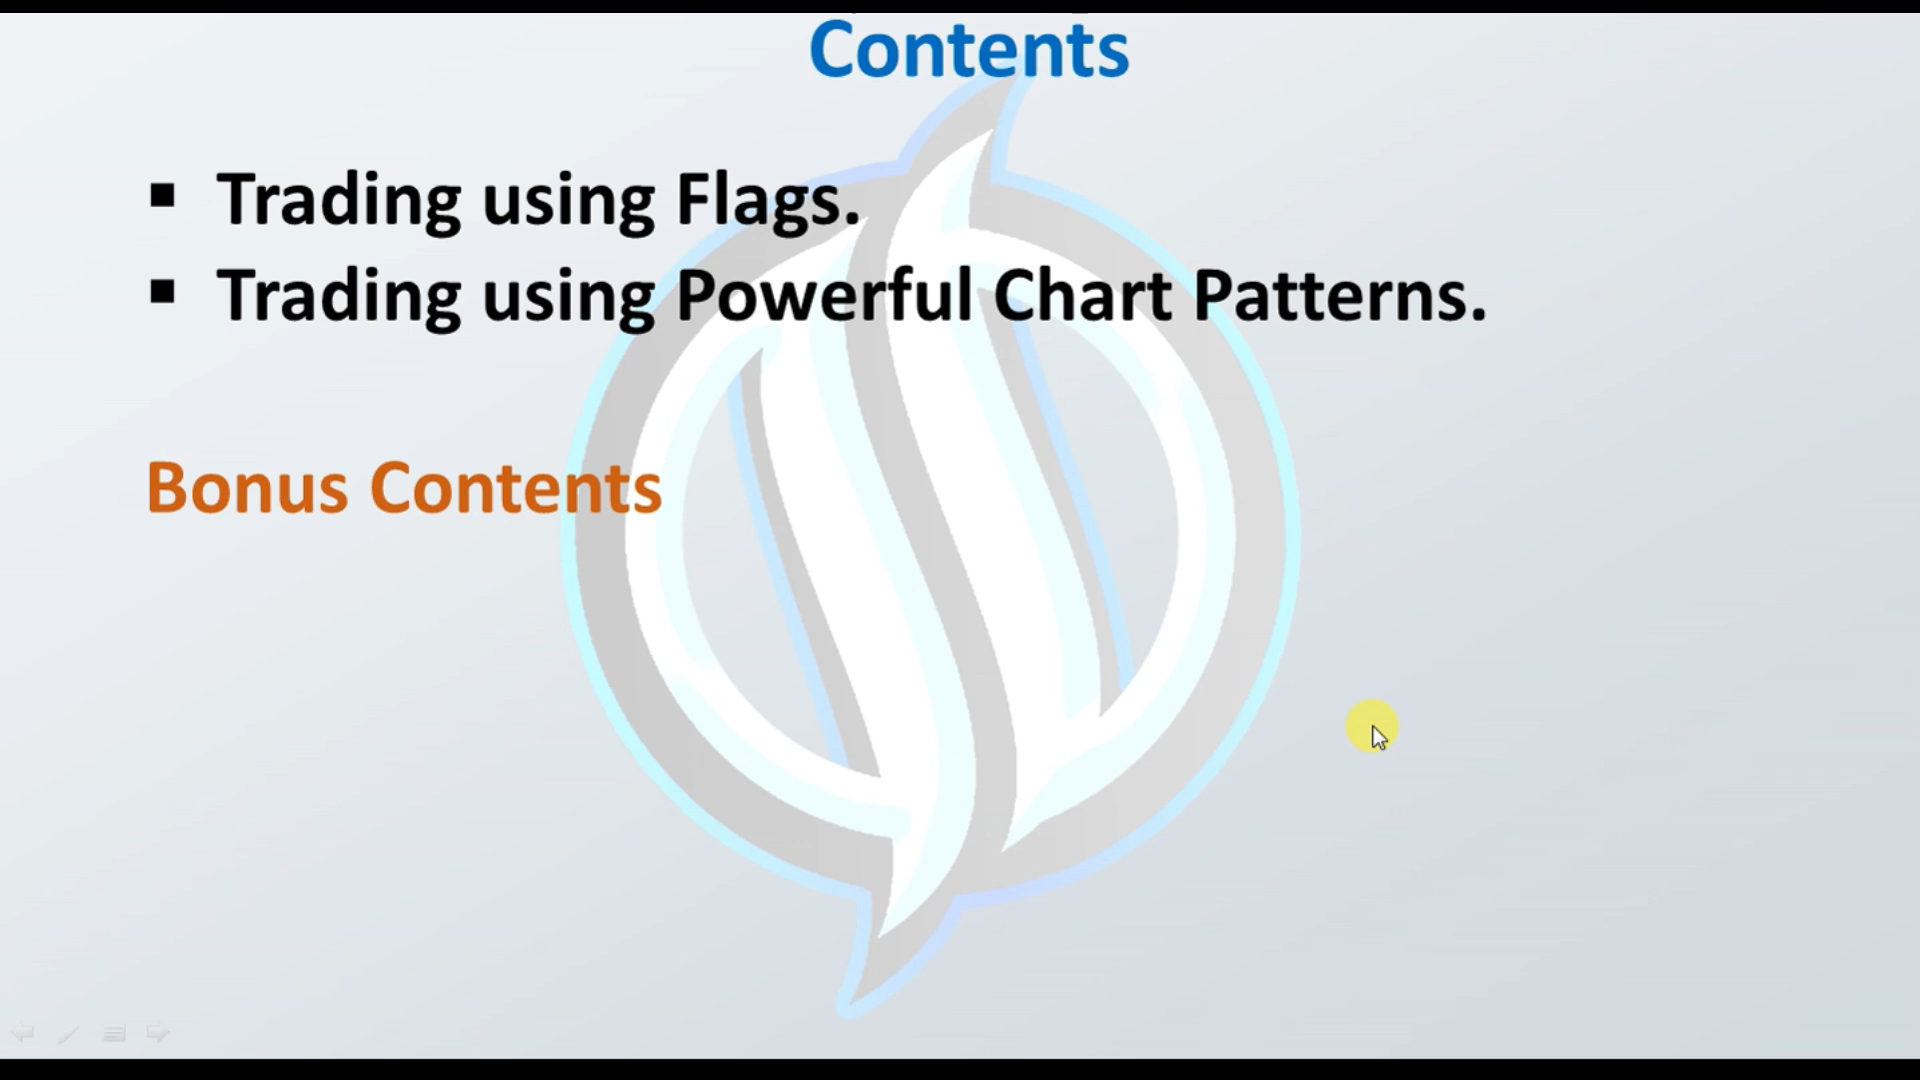 Contents
▪ Trading using Flags.
▪ Trading using Powerful Chart Patterns.
Bonus Contents